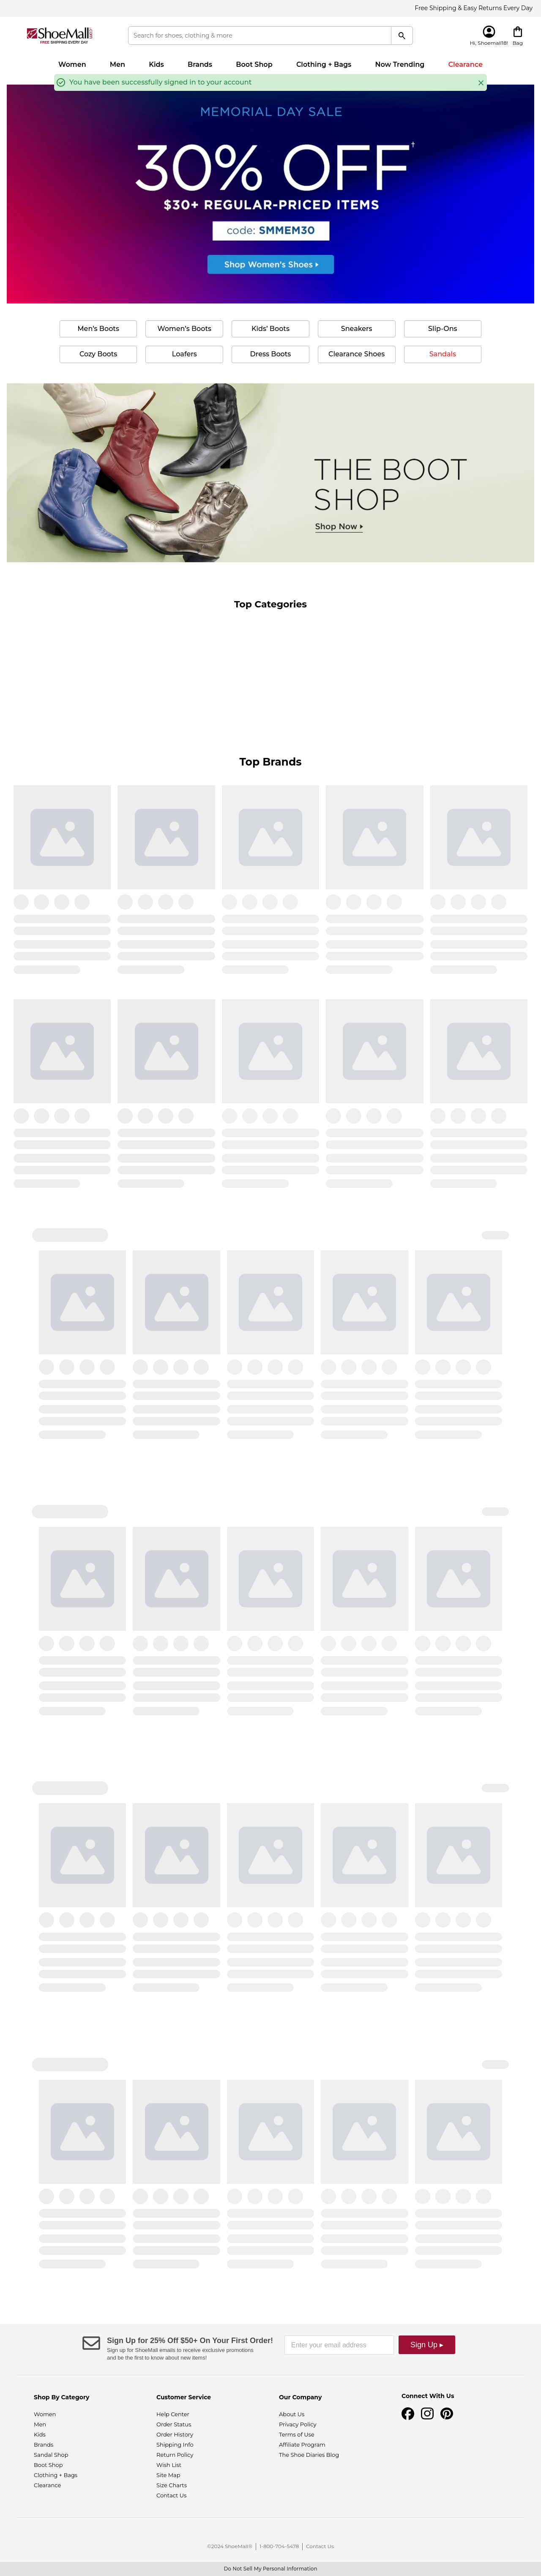 Free Shipping & Easy Returns Every Day
ShoeMall
FREE SHIPPING EVERY DAY
Search for shoes, clothing & more
Hi, Shoemall18!
Bag
Women Men Kids Brands Boot Shop Clothing + Bags Now Trending Clearance
You have been successfully signed in to your account
MEMORIAL DAY SALE
30% OFF†
$30+ REGULAR-PRICED ITEMS
code: SMMEM30
Shop Women's Shoes
Men's Boots Women's Boots Kids' Boots Sneakers Slip-Ons
Cozy Boots Loafers Dress Boots Clearance Shoes Sandals
THE BOOT
SHOP
Shop Now
Top Categories
Top Brands
Sign Up for 25% Off $50+ On Your First Order!
Sign up for ShoeMall emails to receive exclusive promotions
and be the first to know about new items!
Enter your email address
Sign Up ▸
Shop By Category
Women
Men
Kids
Brands
Sandal Shop
Boot Shop
Clothing + Bags
Clearance
Customer Service
Help Center
Order Status
Order History
Shipping Info
Return Policy
Wish List
Site Map
Size Charts
Contact Us
Our Company
About Us
Privacy Policy
Terms of Use
Affiliate Program
The Shoe Diaries Blog
Connect With Us
©2024 ShoeMall® | 1-800-704-5478 | Contact Us
Do Not Sell My Personal Information